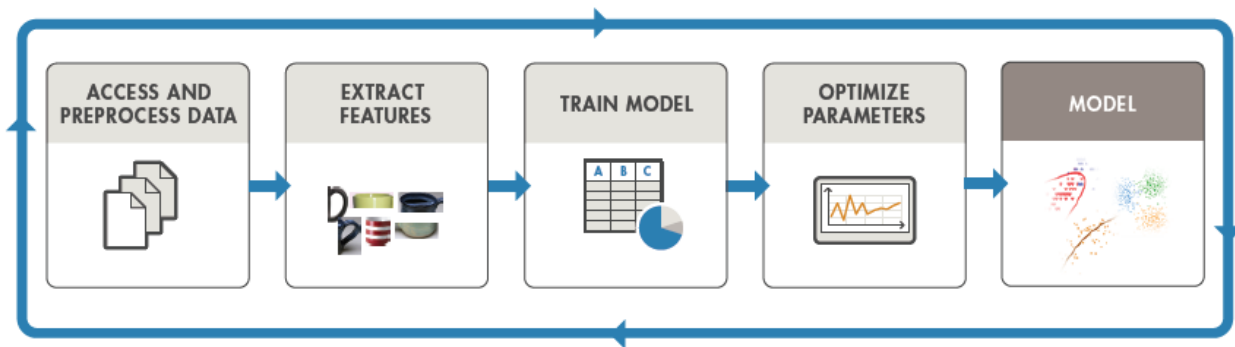 ACCESS AND
PREPROCESS DATA
EXTRACT
FEATURES
TRAIN MODEL
A B C
OPTIMIZE
PARAMETERS
MODEL